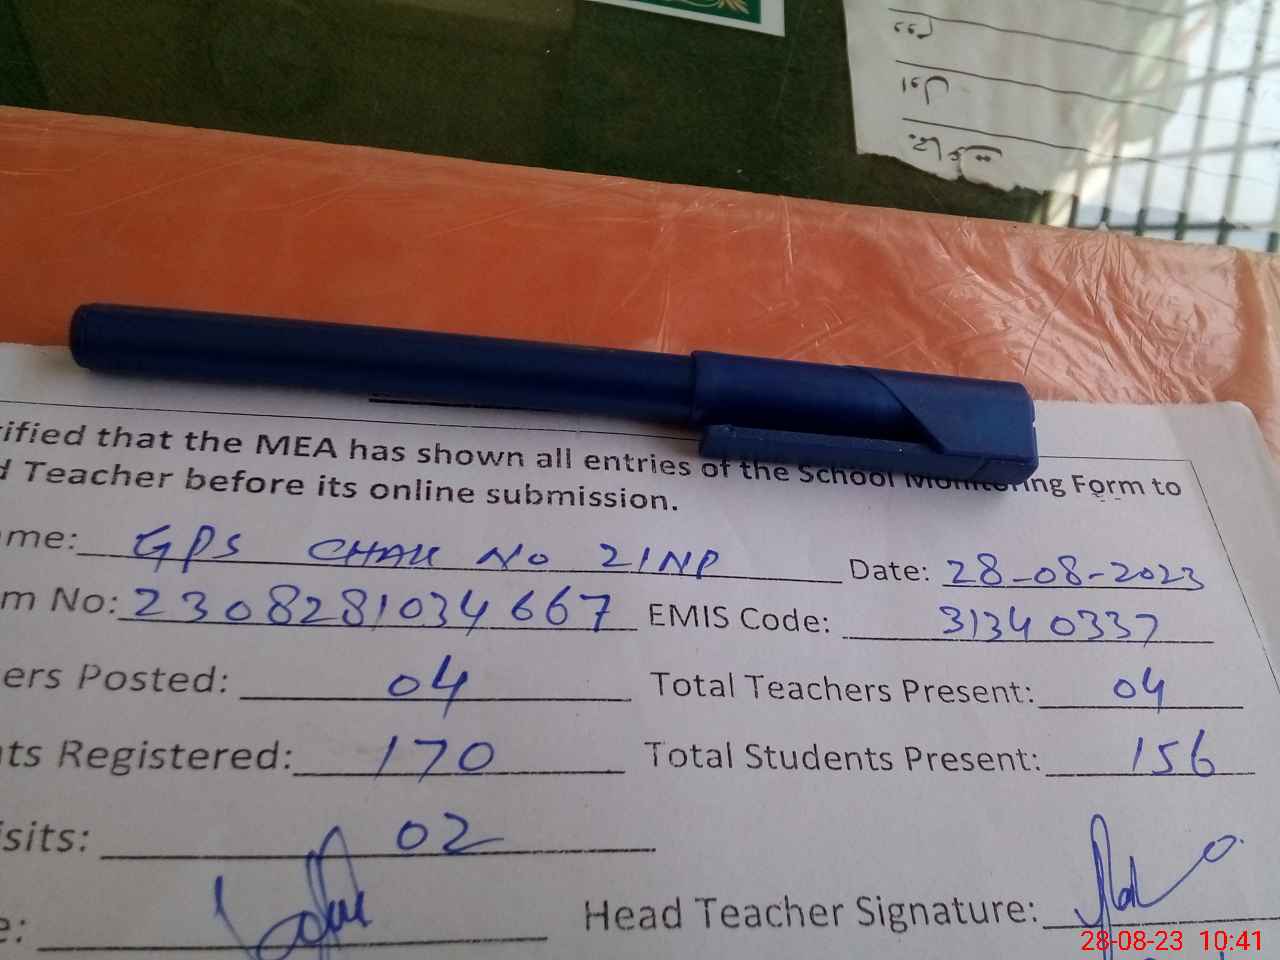 ified that the MEA has shown all entries of the School Monitoring Form to
d Teacher before its online submission.
me: GPS CHAK No 21NP Date: 28-08-2023
m No: 2308281034667 EMIS Code: 31340337
ers Posted: 04 Total Teachers Present: 04
ts Registered: 170 Total Students Present: 156
isits: 02
e: Head Teacher Signature:
28-08-23 10:41